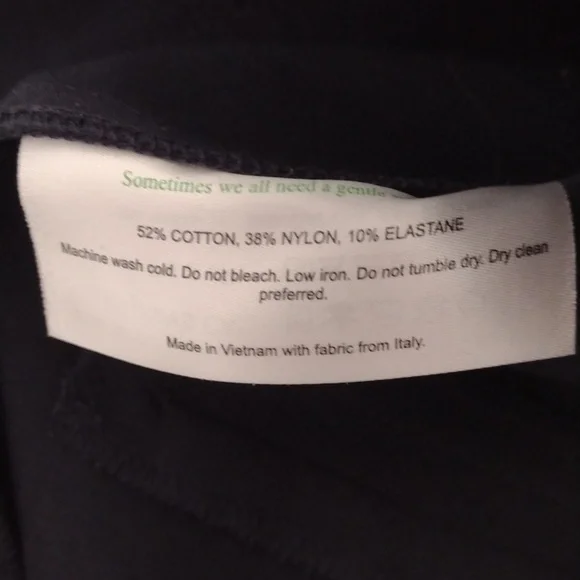 Sometimes we all need a gentle
52% COTTON, 38% NYLON, 10% ELASTANE
Machine wash cold. Do not bleach. Low iron. Do not tumble dry. Dry clean
preferred.
Made in Vietnam with fabric from Italy.